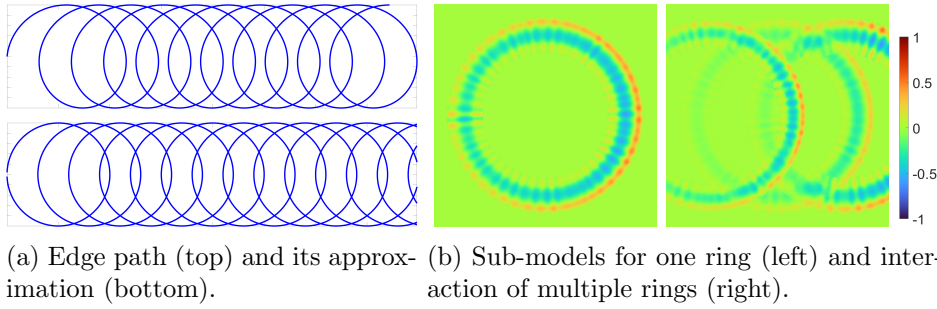 1
0.5
0
-0.5
-1
(a) Edge path (top) and its approx-
imation (bottom).
(b) Sub-models for one ring (left) and inter-
action of multiple rings (right).